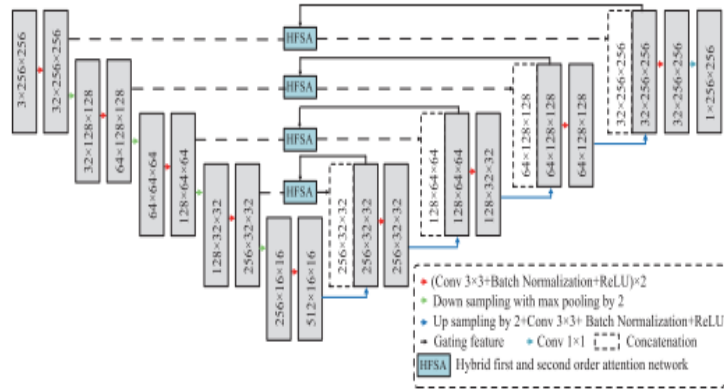 3×256×256
32×256×256
32×128×128
64×128×128
64×64×64
128×64×64
128×32×32
256×32×32
256×16×16
512×16×16
HFSA
HFSA
HFSA
HFSA
256×32×32
256×32×32
256×32×32
128×64×64
128×64×64
128×32×32
64×128×128
64×128×128
64×128×128
32×256×256
32×256×256
32×256×256
1×256×256
(Conv 3×3+Batch Normalization+ReLU)×2
Down sampling with max pooling by 2
Up sampling by 2+Conv 3×3+ Batch Normalization+ReLU
Gating feature Conv 1×1 Concatenation
HFSA Hybrid first and second order attention network